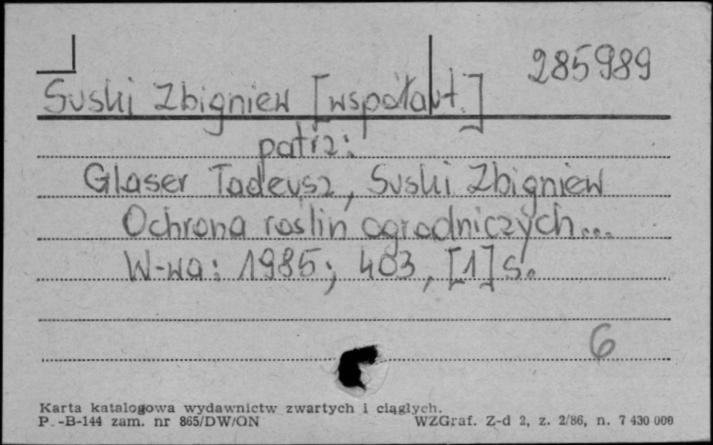 285989
Suski Zbigniew [współaut.]
patrz:
Glaser Tadeusz, Suski Zbigniew
Ochrona roślin ogrodniczych...
W-wa: 1985; 403, [1] s.
6
Karta katalogowa wydawnictw zwartych i ciągłych.
P.-B-144 zam. nr 865/DW/ON WZGraf. Z-d 2, z. 2/86, n. 7 430 000